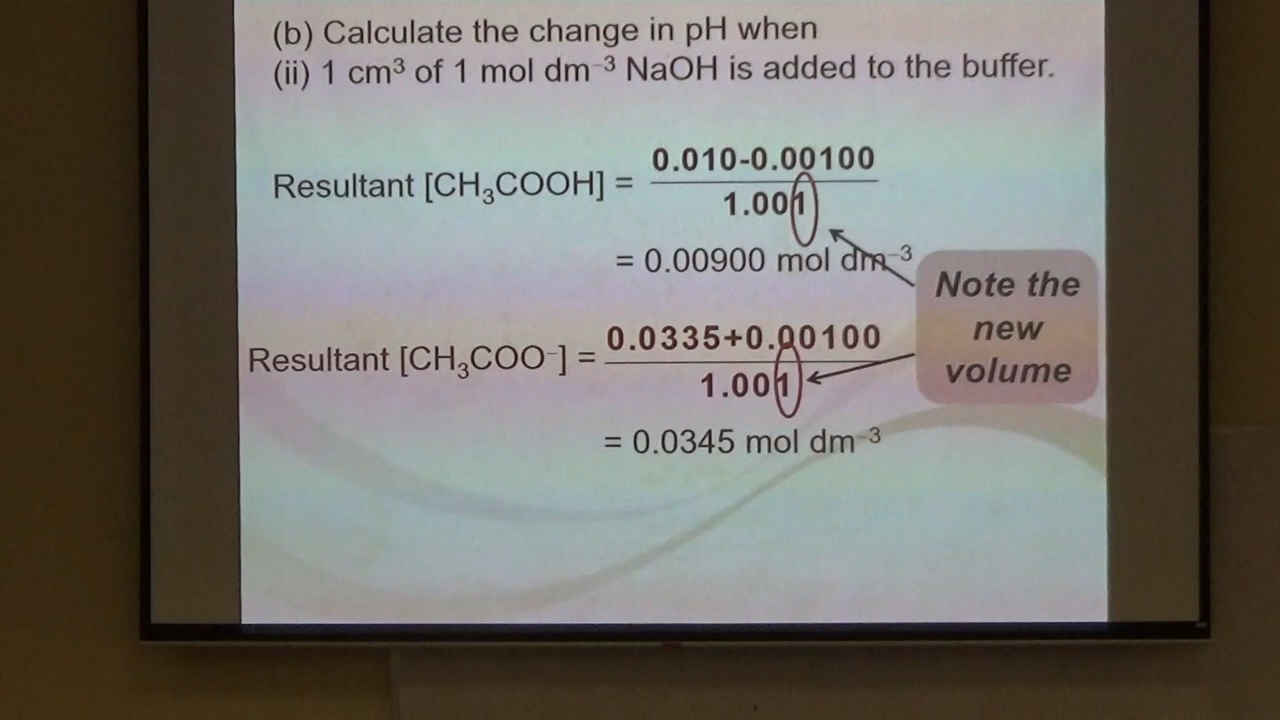 (b) Calculate the change in pH when
(ii) 1 cm³ of 1 mol dm⁻³ NaOH is added to the buffer.
0.010-0.00100
Resultant [CH₃COOH] =
1.001
= 0.00900 mol dm⁻³
Note the
new
volume
0.0335+0.00100
Resultant [CH₃COO⁻] =
1.001
= 0.0345 mol dm⁻³